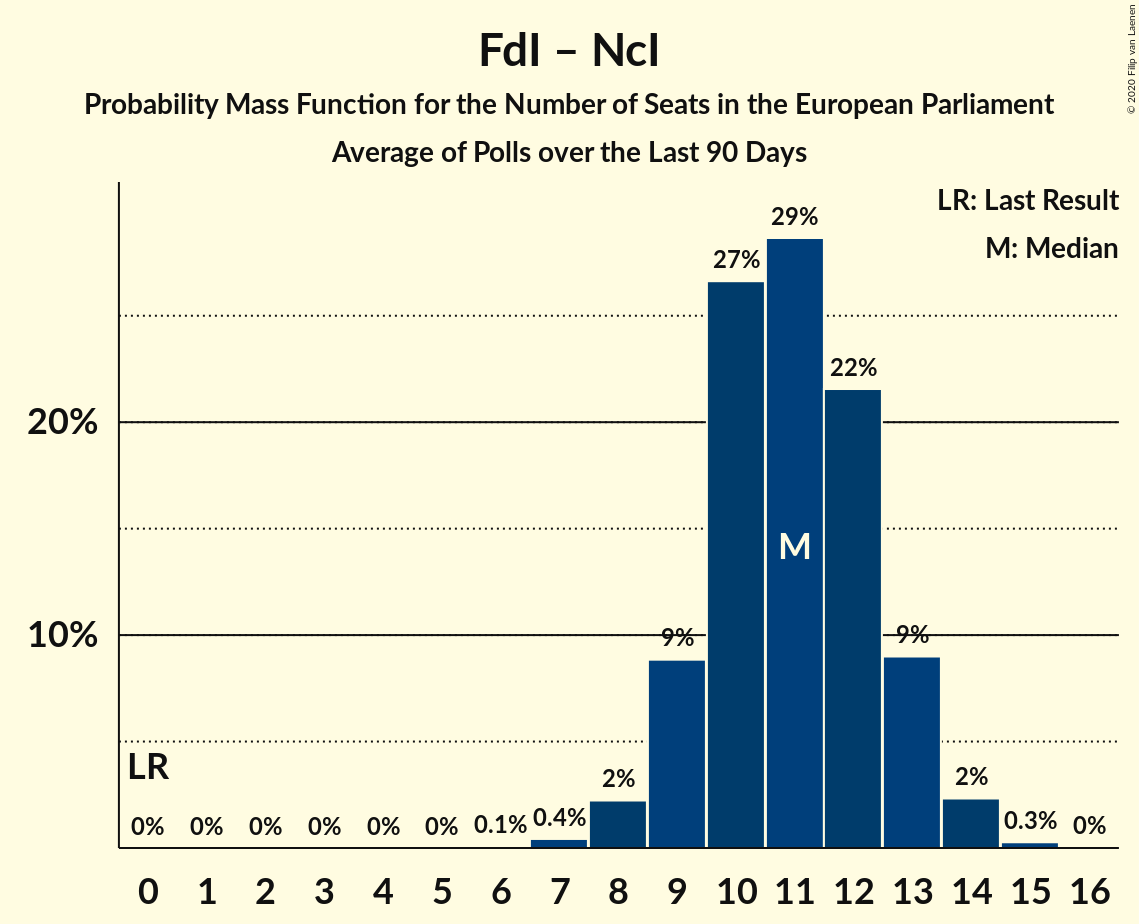 FdI – NcI
Probability Mass Function for the Number of Seats in the European Parliament
Average of Polls over the Last 90 Days
© 2020 Filip van Laenen
LR: Last Result
M: Median
29%
27%
22%
20%
M
10%
9%
9%
LR
2%
2%
0%
0%
0%
0%
0%
0%
0.1%
0.4%
0.3%
0%
0 1 2 3 4 5 6 7 8 9 10 11 12 13 14 15 16